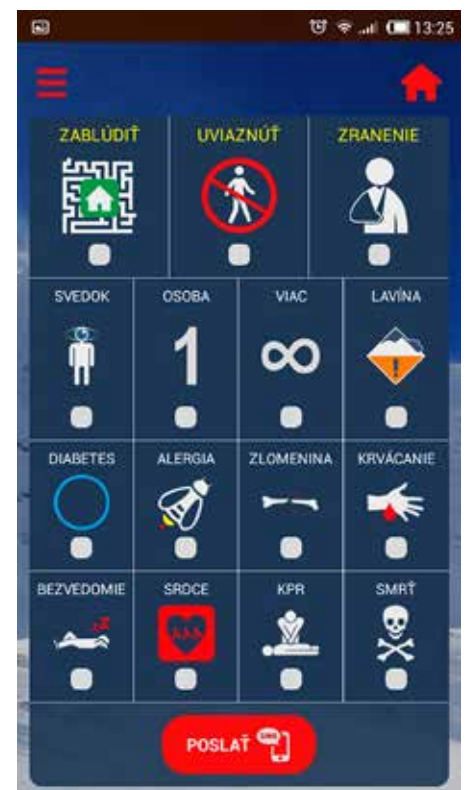 13:25
ZABLÚDIŤ UVIAZNÚŤ ZRANENIE
SVEDOK OSOBA VIAC LAVÍNA
1
DIABETES ALERGIA ZLOMENINA KRVÁCANIE
BEZVEDOMIE SRDCE KPR SMRŤ
POSLAŤ SMS